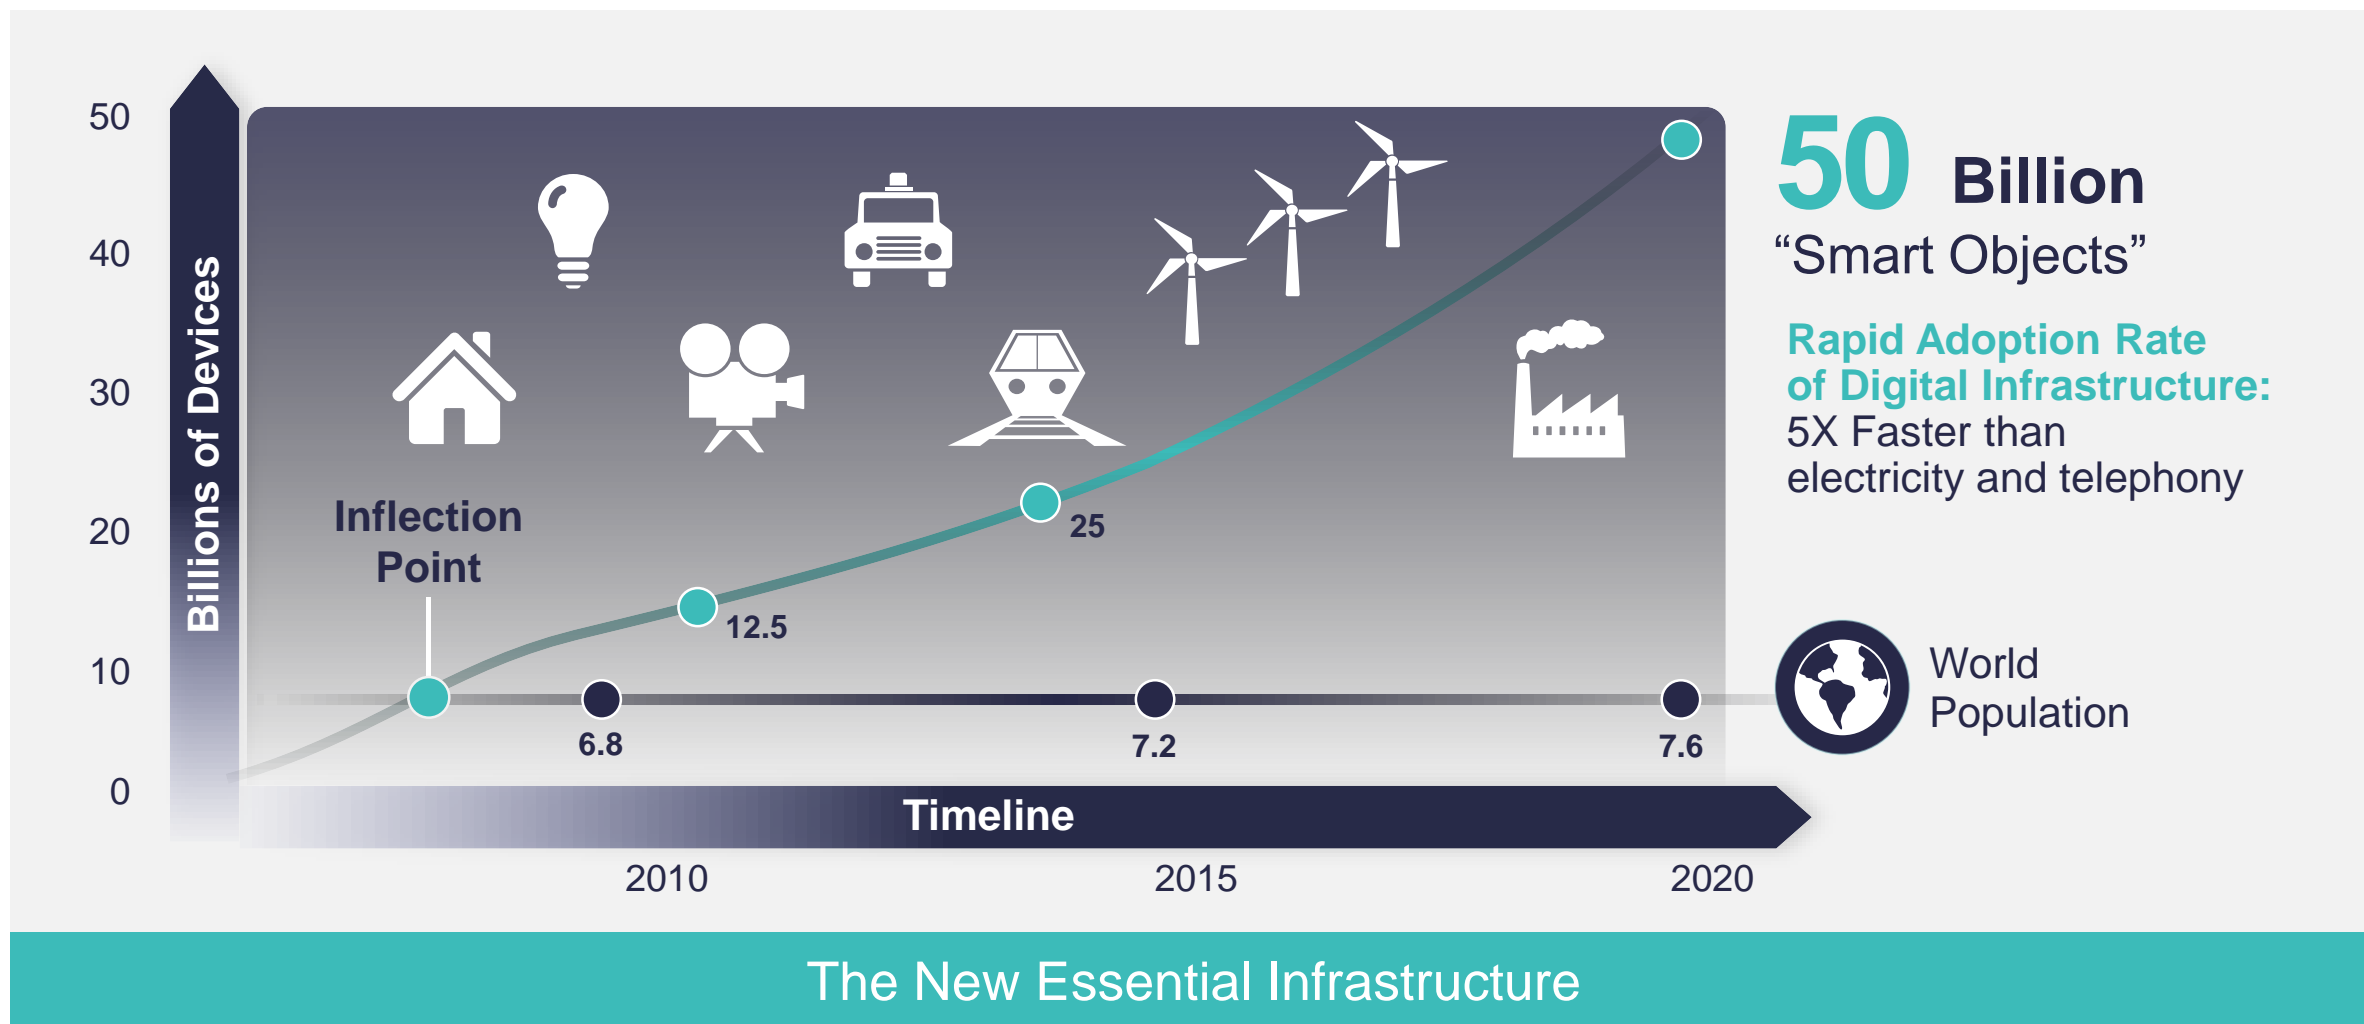 50
40
30
20
10
0
Billions of Devices
Inflection
Point
12.5
25
6.8
7.2
7.6
Timeline
2010
2015
2020
50 Billion
“Smart Objects”
Rapid Adoption Rate
of Digital Infrastructure:
5X Faster than
electricity and telephony
World
Population
The New Essential Infrastructure